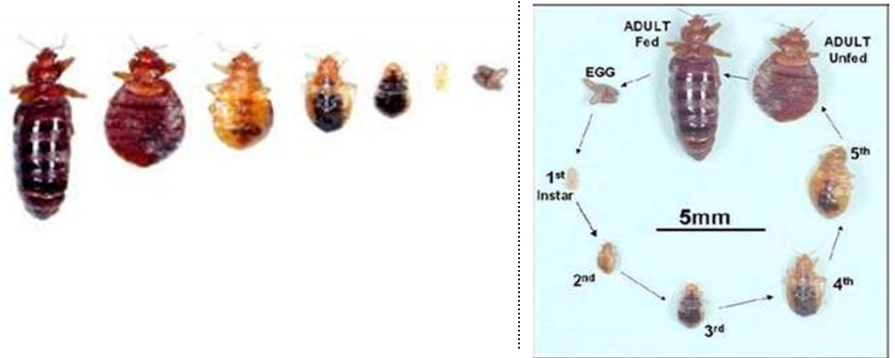 ADULT
Fed
ADULT
Unfed
EGG
5th
1st
Instar
5mm
2nd
4th
3rd